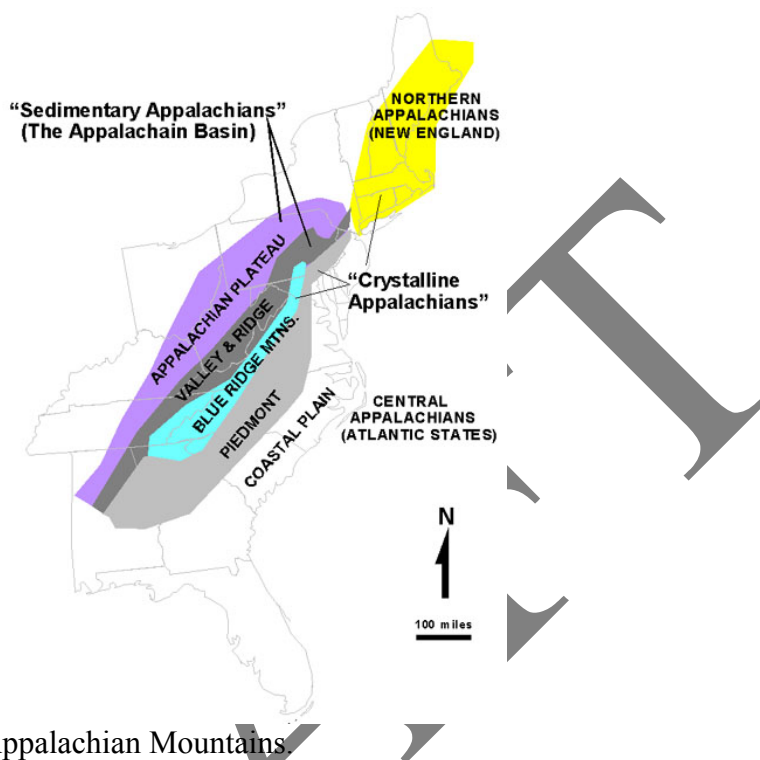 NORTHERN
APPALACHIANS
(NEW ENGLAND)
“Sedimentary Appalachians”
(The Appalachain Basin)
“Crystalline
Appalachians”
APPALACHIAN PLATEAU
VALLEY & RIDGE
BLUE RIDGE MTNS.
PIEDMONT
COASTAL PLAIN
CENTRAL
APPALACHIANS
(ATLANTIC STATES)
N
100 miles
ppalachian Mountains.
T